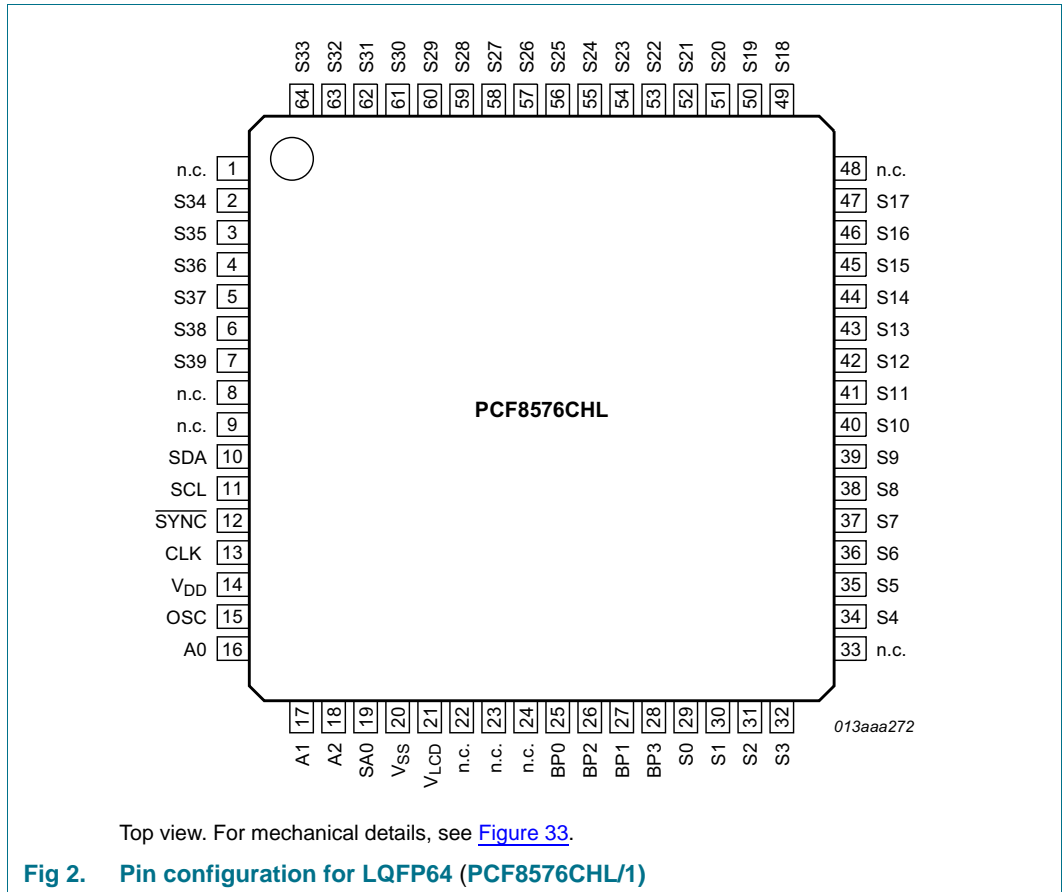 S33 S32 S31 S30 S29 S28 S27 S26 S25 S24 S23 S22 S21 S20 S19 S18
64 63 62 61 60 59 58 57 56 55 54 53 52 51 50 49
n.c. 1 48 n.c.
S34 2 47 S17
S35 3 46 S16
S36 4 45 S15
S37 5 44 S14
S38 6 43 S13
S39 7 42 S12
n.c. 8 41 S11
PCF8576CHL
n.c. 9 40 S10
SDA 10 39 S9
SCL 11 38 S8
SYNC 12 37 S7
CLK 13 36 S6
VDD 14 35 S5
OSC 15 34 S4
A0 16 33 n.c.
17 18 19 20 21 22 23 24 25 26 27 28 29 30 31 32
013aaa272
A1 A2 SA0 VSS VLCD n.c. n.c. n.c. BP0 BP2 BP1 BP3 S0 S1 S2 S3
Top view. For mechanical details, see Figure 33.
Fig 2. Pin configuration for LQFP64 (PCF8576CHL/1)